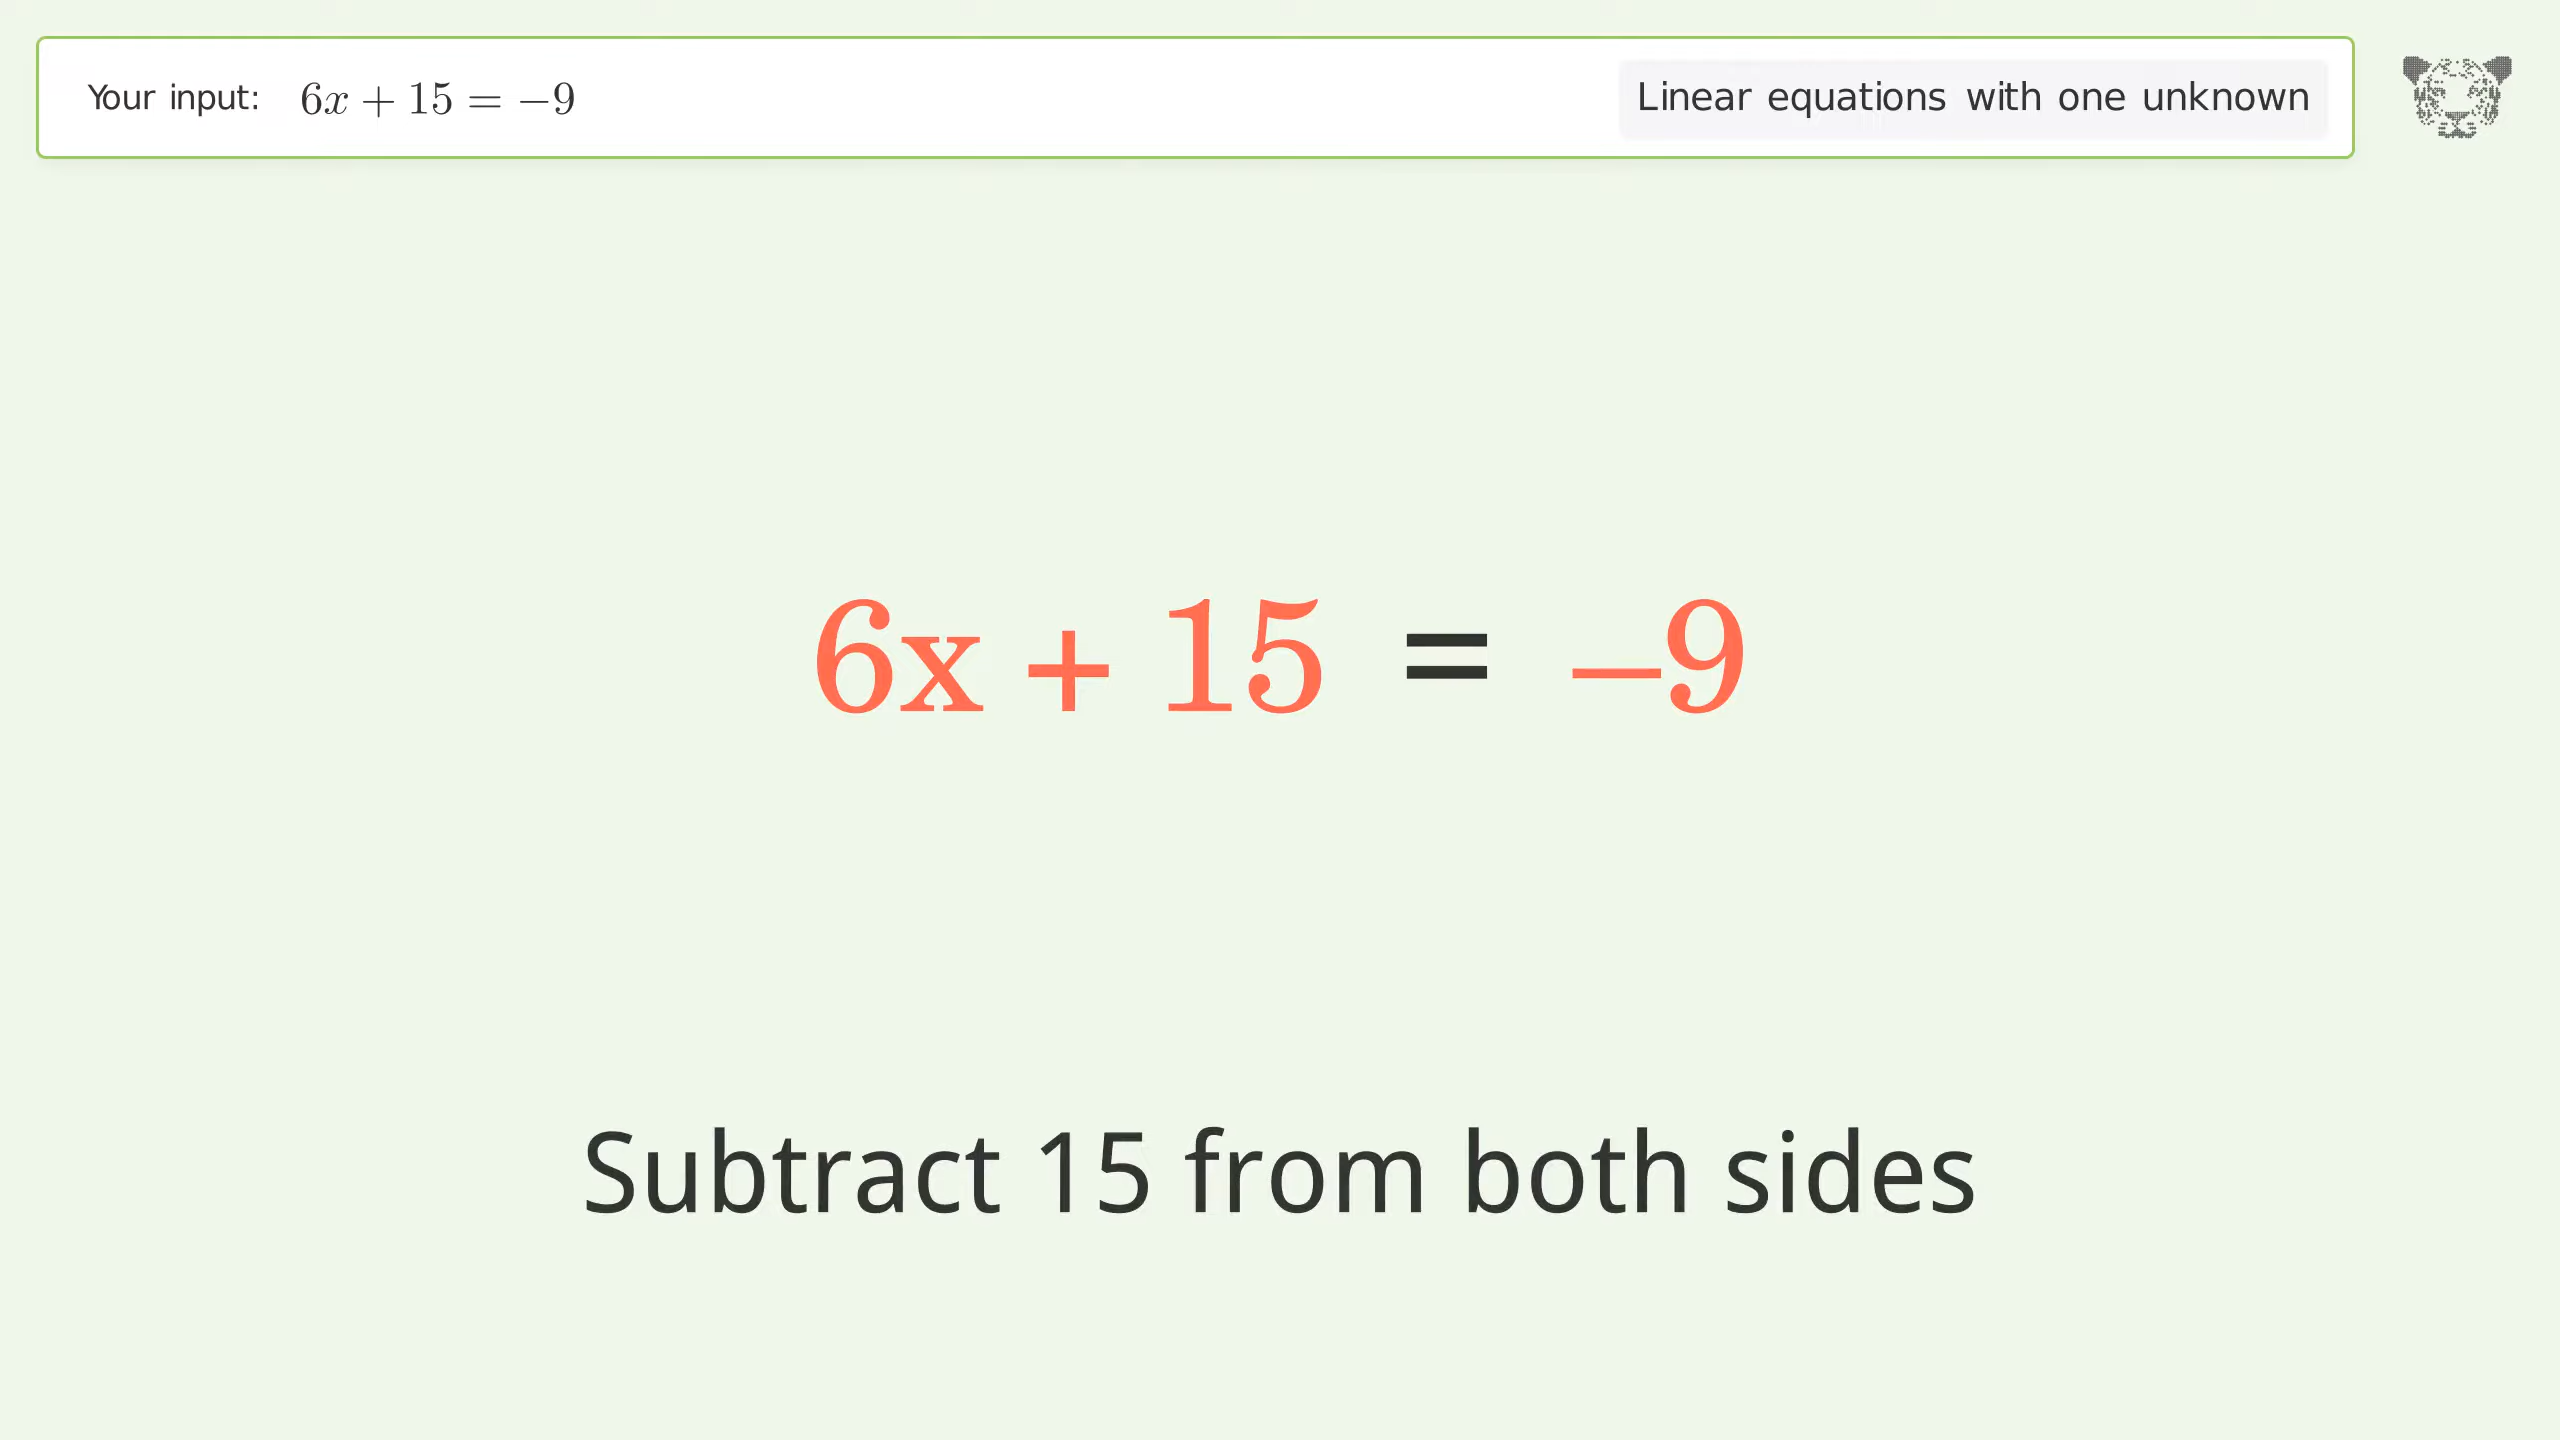 Your input: 6x + 15 = −9
Linear equations with one unknown
6x + 15 = −9
Subtract 15 from both sides